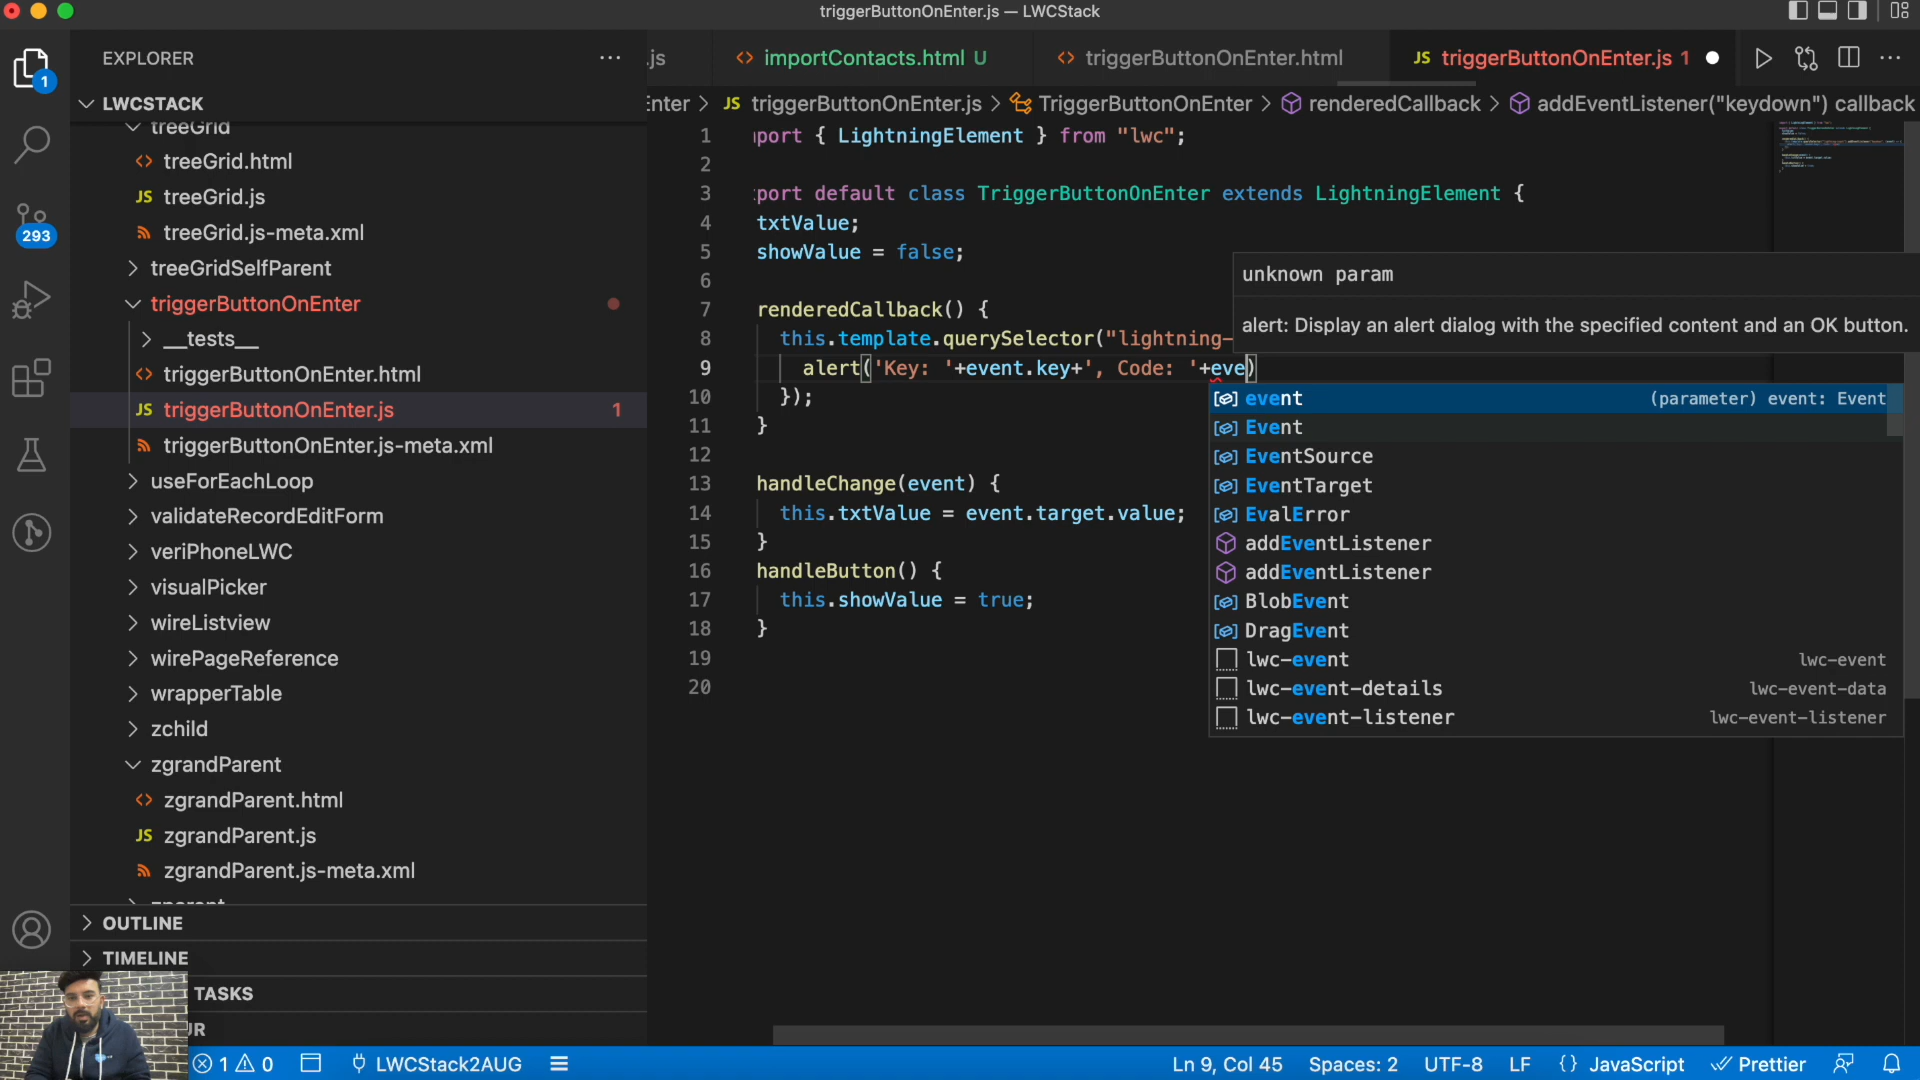 triggerButtonOnEnter.js — LWCStack
EXPLORER
.js
importContacts.html U
triggerButtonOnEnter.html
JS triggerButtonOnEnter.js 1
LWCSTACK
Enter > JS triggerButtonOnEnter.js > TriggerButtonOnEnter > renderedCallback > addEventListener("keydown") callback
1
treeGrid
treeGrid.html
JS treeGrid.js
treeGrid.js-meta.xml
treeGridSelfParent
triggerButtonOnEnter
__tests__
triggerButtonOnEnter.html
JS triggerButtonOnEnter.js 1
triggerButtonOnEnter.js-meta.xml
useForEachLoop
validateRecordEditForm
veriPhoneLWC
visualPicker
wireListview
wirePageReference
wrapperTable
zchild
zgrandParent
zgrandParent.html
JS zgrandParent.js
zgrandParent.js-meta.xml
293
OUTLINE
TIMELINE
TASKS
UR
1 port { LightningElement } from "lwc";
2
3 port default class TriggerButtonOnEnter extends LightningElement {
4 txtValue;
5 showValue = false;
6
7 renderedCallback() {
8 this.template.querySelector("lightning-
9 alert('Key: '+event.key+', Code: '+eve)
10 });
11 }
12
13 handleChange(event) {
14 this.txtValue = event.target.value;
15 }
16 handleButton() {
17 this.showValue = true;
18 }
19
20
unknown param
alert: Display an alert dialog with the specified content and an OK button.
event (parameter) event: Event
Event
EventSource
EventTarget
EvalError
addEventListener
addEventListener
BlobEvent
DragEvent
lwc-event lwc-event
lwc-event-details lwc-event-data
lwc-event-listener lwc-event-listener
1 0 LWCStack2AUG
Ln 9, Col 45 Spaces: 2 UTF-8 LF {} JavaScript Prettier